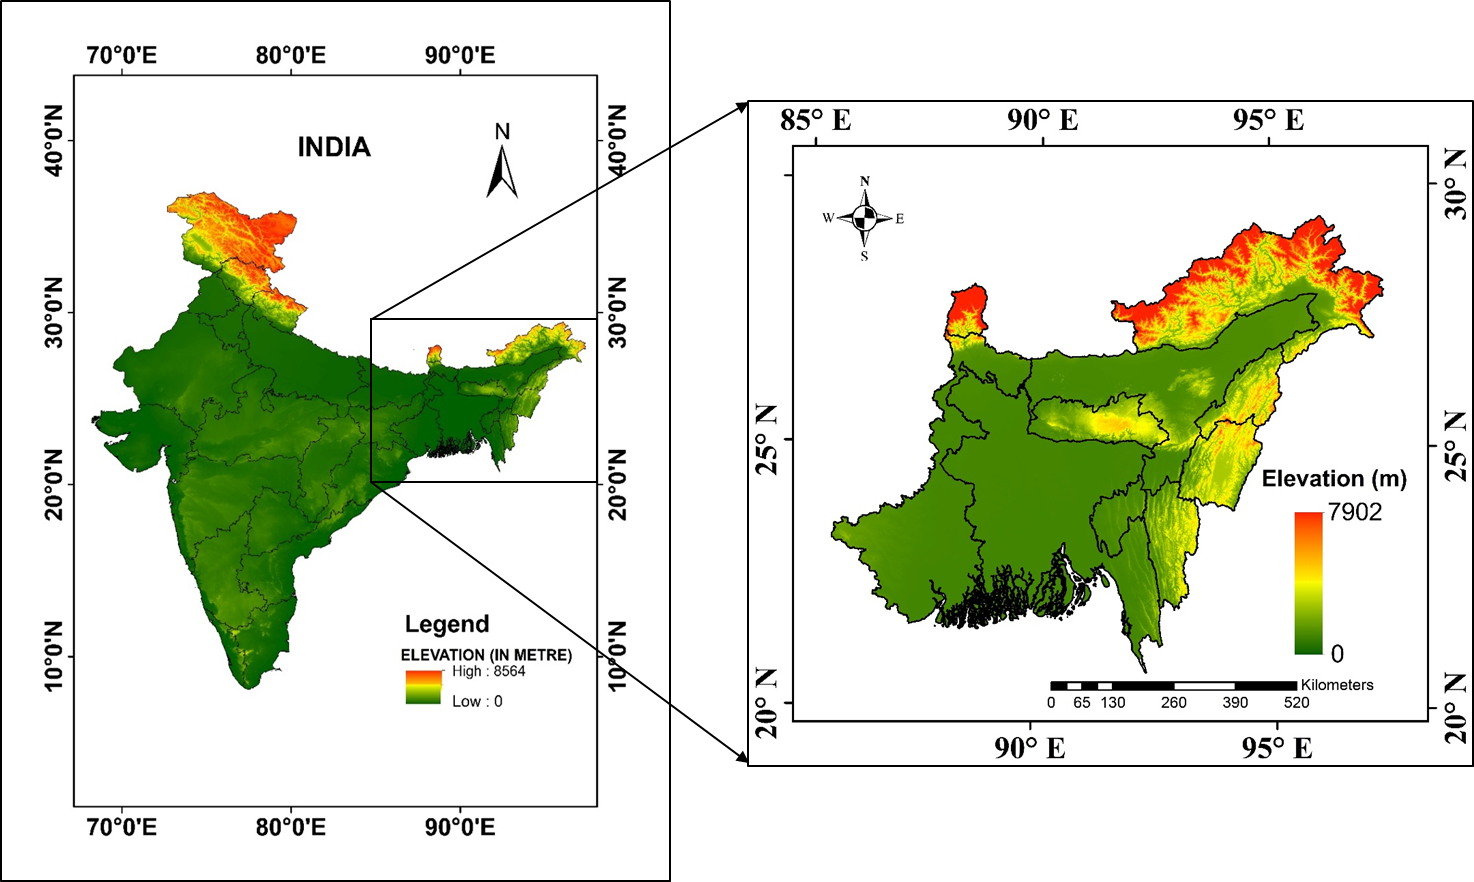 70°0'E 80°0'E 90°0'E
40°0'N 30°0'N 20°0'N 10°0'N
INDIA
N
40°0'N 30°0'N 20°0'N 10°0'N
Legend
ELEVATION (IN METRE)
High : 8564
Low : 0
70°0'E 80°0'E 90°0'E
85° E 90° E 95° E
N
W E
S
25° N 20° N
30° N 25° N 20° N
Elevation (m)
7902
0
Kilometers
0 65 130 260 390 520
90° E 95° E